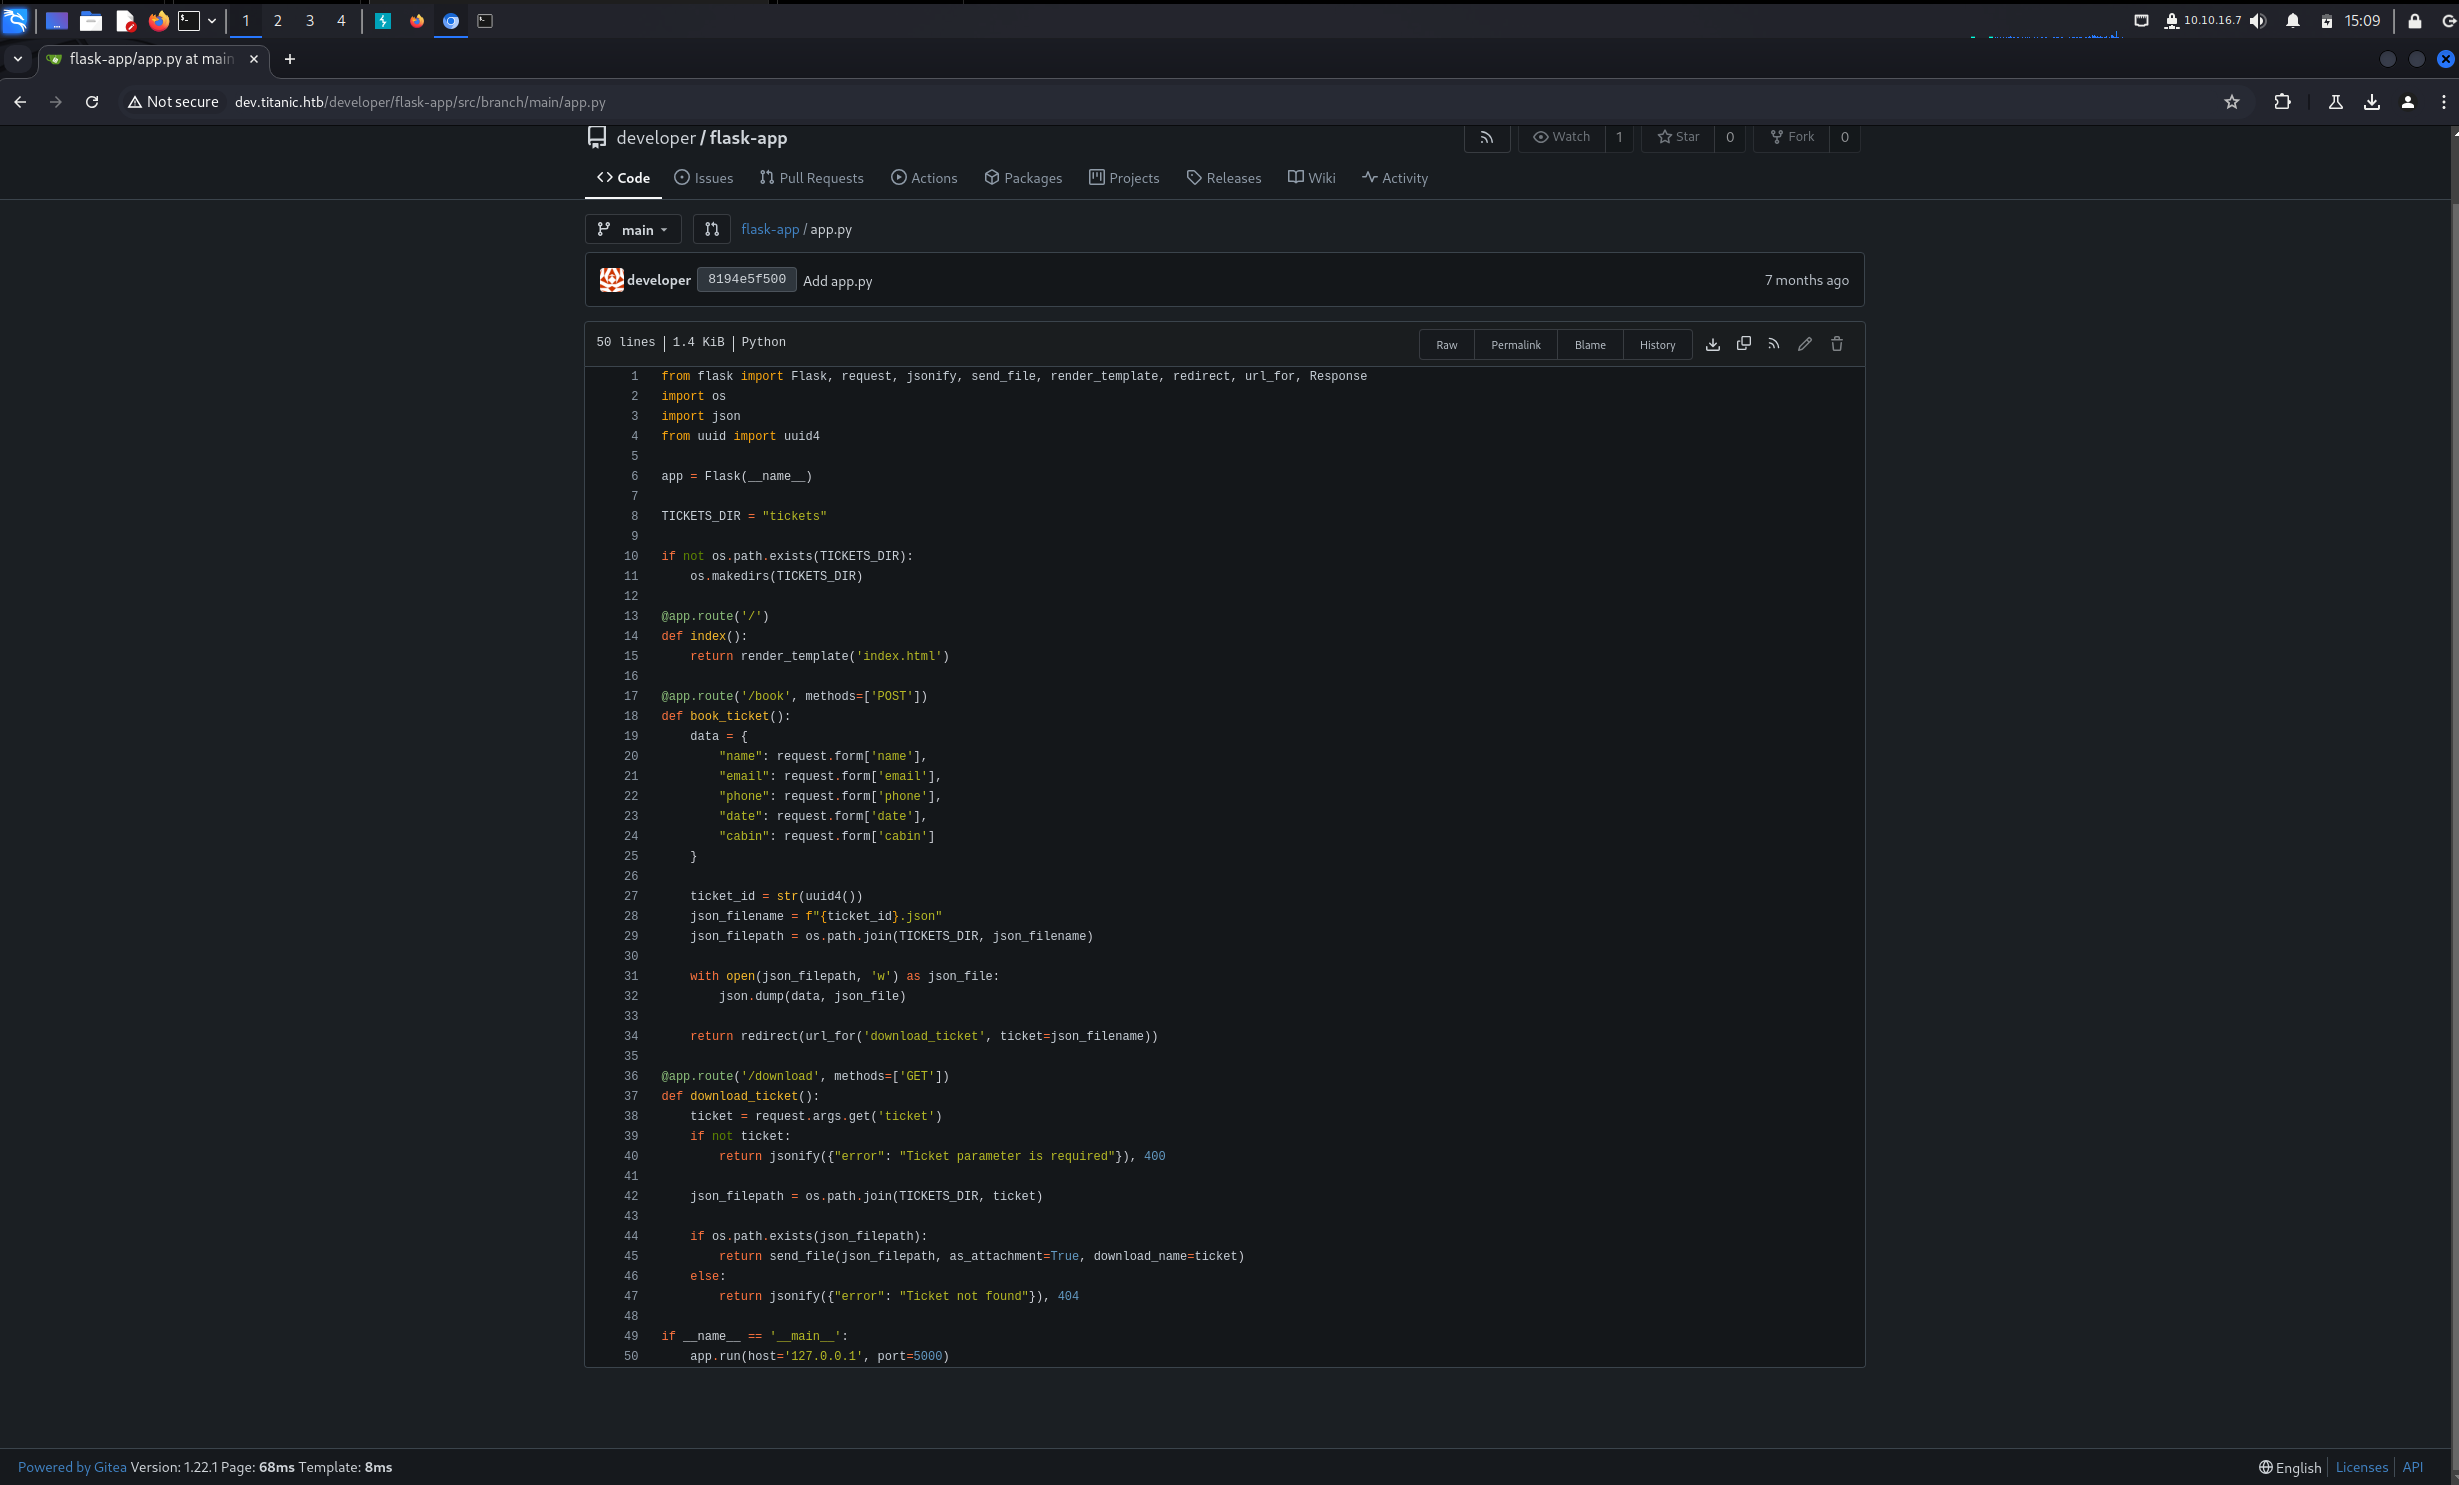 1 2 3 4 10.10.16.7 15:09
flask-app/app.py at main
Not secure dev.titanic.htb/developer/flask-app/src/branch/main/app.py
developer / flask-app Watch 1 Star 0 Fork 0
Code Issues Pull Requests Actions Packages Projects Releases Wiki Activity
main flask-app / app.py
developer 8194e5f500 Add app.py 7 months ago
50 lines 1.4 KiB Python Raw Permalink Blame History
1 from flask import Flask, request, jsonify, send_file, render_template, redirect, url_for, Response
2 import os
3 import json
4 from uuid import uuid4
5
6 app = Flask(__name__)
7
8 TICKETS_DIR = "tickets"
9
10 if not os.path.exists(TICKETS_DIR):
11     os.makedirs(TICKETS_DIR)
12
13 @app.route('/')
14 def index():
15     return render_template('index.html')
16
17 @app.route('/book', methods=['POST'])
18 def book_ticket():
19     data = {
20         "name": request.form['name'],
21         "email": request.form['email'],
22         "phone": request.form['phone'],
23         "date": request.form['date'],
24         "cabin": request.form['cabin']
25     }
26
27     ticket_id = str(uuid4())
28     json_filename = f"{ticket_id}.json"
29     json_filepath = os.path.join(TICKETS_DIR, json_filename)
30
31     with open(json_filepath, 'w') as json_file:
32         json.dump(data, json_file)
33
34     return redirect(url_for('download_ticket', ticket=json_filename))
35
36 @app.route('/download', methods=['GET'])
37 def download_ticket():
38     ticket = request.args.get('ticket')
39     if not ticket:
40         return jsonify({"error": "Ticket parameter is required"}), 400
41
42     json_filepath = os.path.join(TICKETS_DIR, ticket)
43
44     if os.path.exists(json_filepath):
45         return send_file(json_filepath, as_attachment=True, download_name=ticket)
46     else:
47         return jsonify({"error": "Ticket not found"}), 404
48
49 if __name__ == '__main__':
50     app.run(host='127.0.0.1', port=5000)
Powered by Gitea Version: 1.22.1 Page: 68ms Template: 8ms English Licenses API